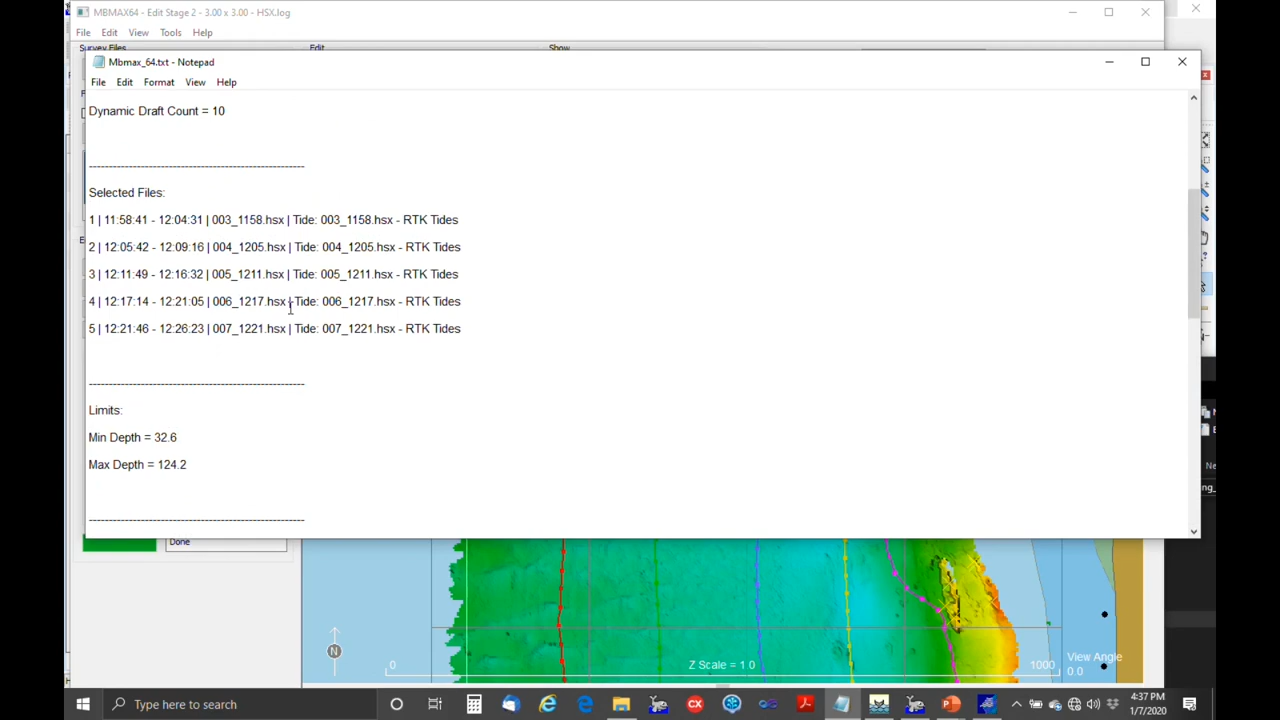 MBMAX64 - Edit Stage 2 - 3.00 x 3.00 - HSX.log
File Edit View Tools Help
Survey Files Edit Show
Mbmax_64.txt - Notepad
File Edit Format View Help
Dynamic Draft Count = 10
------------------------------------------------------
Selected Files:
1 | 11:58:41 - 12:04:31 | 003_1158.hsx | Tide: 003_1158.hsx - RTK Tides
2 | 12:05:42 - 12:09:16 | 004_1205.hsx | Tide: 004_1205.hsx - RTK Tides
3 | 12:11:49 - 12:16:32 | 005_1211.hsx | Tide: 005_1211.hsx - RTK Tides
4 | 12:17:14 - 12:21:05 | 006_1217.hsx | Tide: 006_1217.hsx - RTK Tides
5 | 12:21:46 - 12:26:23 | 007_1221.hsx | Tide: 007_1221.hsx - RTK Tides
------------------------------------------------------
Limits:
Min Depth = 32.6
Max Depth = 124.2
------------------------------------------------------
Done
N
0 Z Scale = 1.0 1000
View Angle
0.0
Type here to search
4:37 PM
1/7/2020